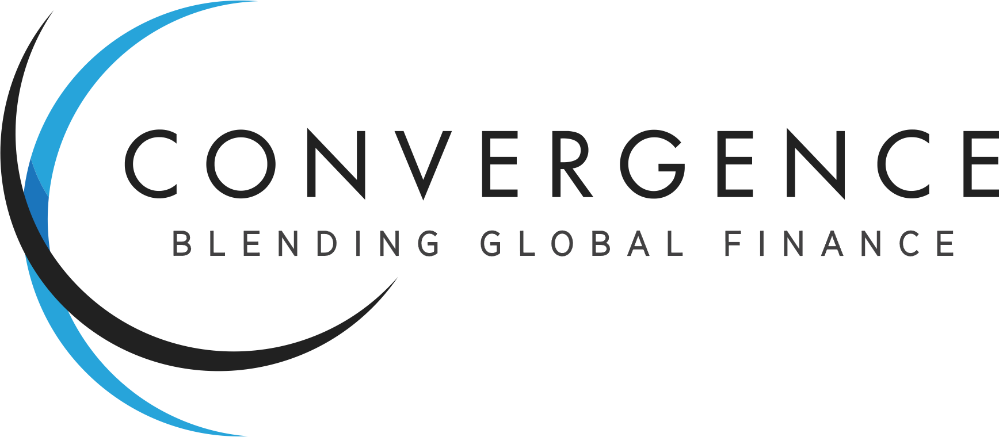 CONVERGENCE
BLENDING GLOBAL FINANCE